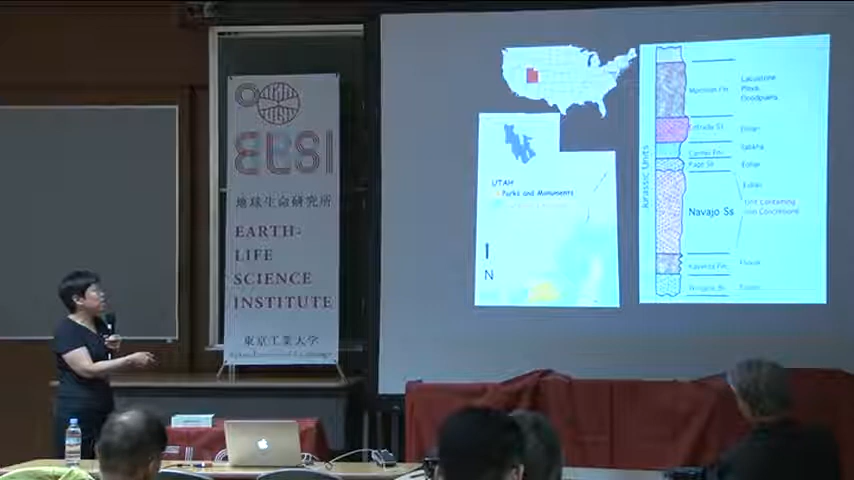 ELSI
地球生命研究所
EARTH-
LIFE
SCIENCE
INSTITUTE
東京工業大学
UTAH
Parks and Monuments
N
Jurassic Units
Morrison Fm.
Lacustrine
Playa
Floodplains
Entrada Ss
Eolian
Carmel Fm.
Sabkha
Page Ss
Eolian
Eolian
Navajo Ss
Unit Containing
Iron Concretions
Kayenta Fm.
Fluvial
Wingate Ss
Eolian